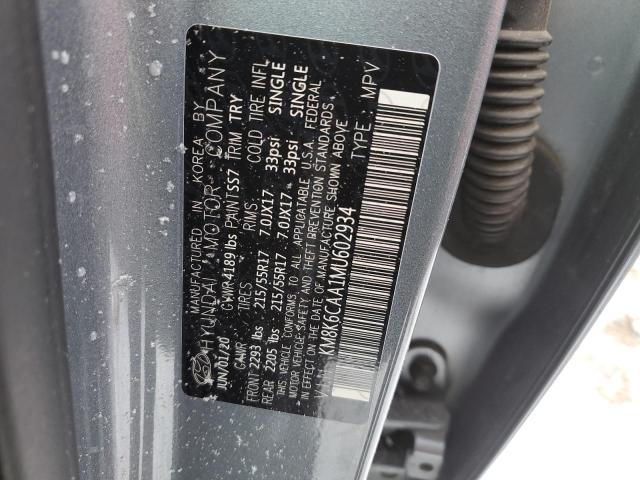 MANUFACTURED IN KOREA BY
HYUNDAI MOTOR COMPANY
JUN/01/20 GVWR 4189 lbs PAINT SS7 TRIM TRY
GAWR TIRES RIMS COLD TIRE INFL
FRONT 2293 lbs 215/55R17 7.0JX17 33psi SINGLE
REAR 2205 lbs 215/55R17 7.0JX17 33psi SINGLE
THIS VEHICLE CONFORMS TO ALL APPLICABLE U.S.A. FEDERAL
MOTOR VEHICLE SAFETY AND THEFT PREVENTION STANDARDS
IN EFFECT ON THE DATE OF MANUFACTURE SHOWN ABOVE.
KM8K6CAA1MU602934 TYPE : MPV